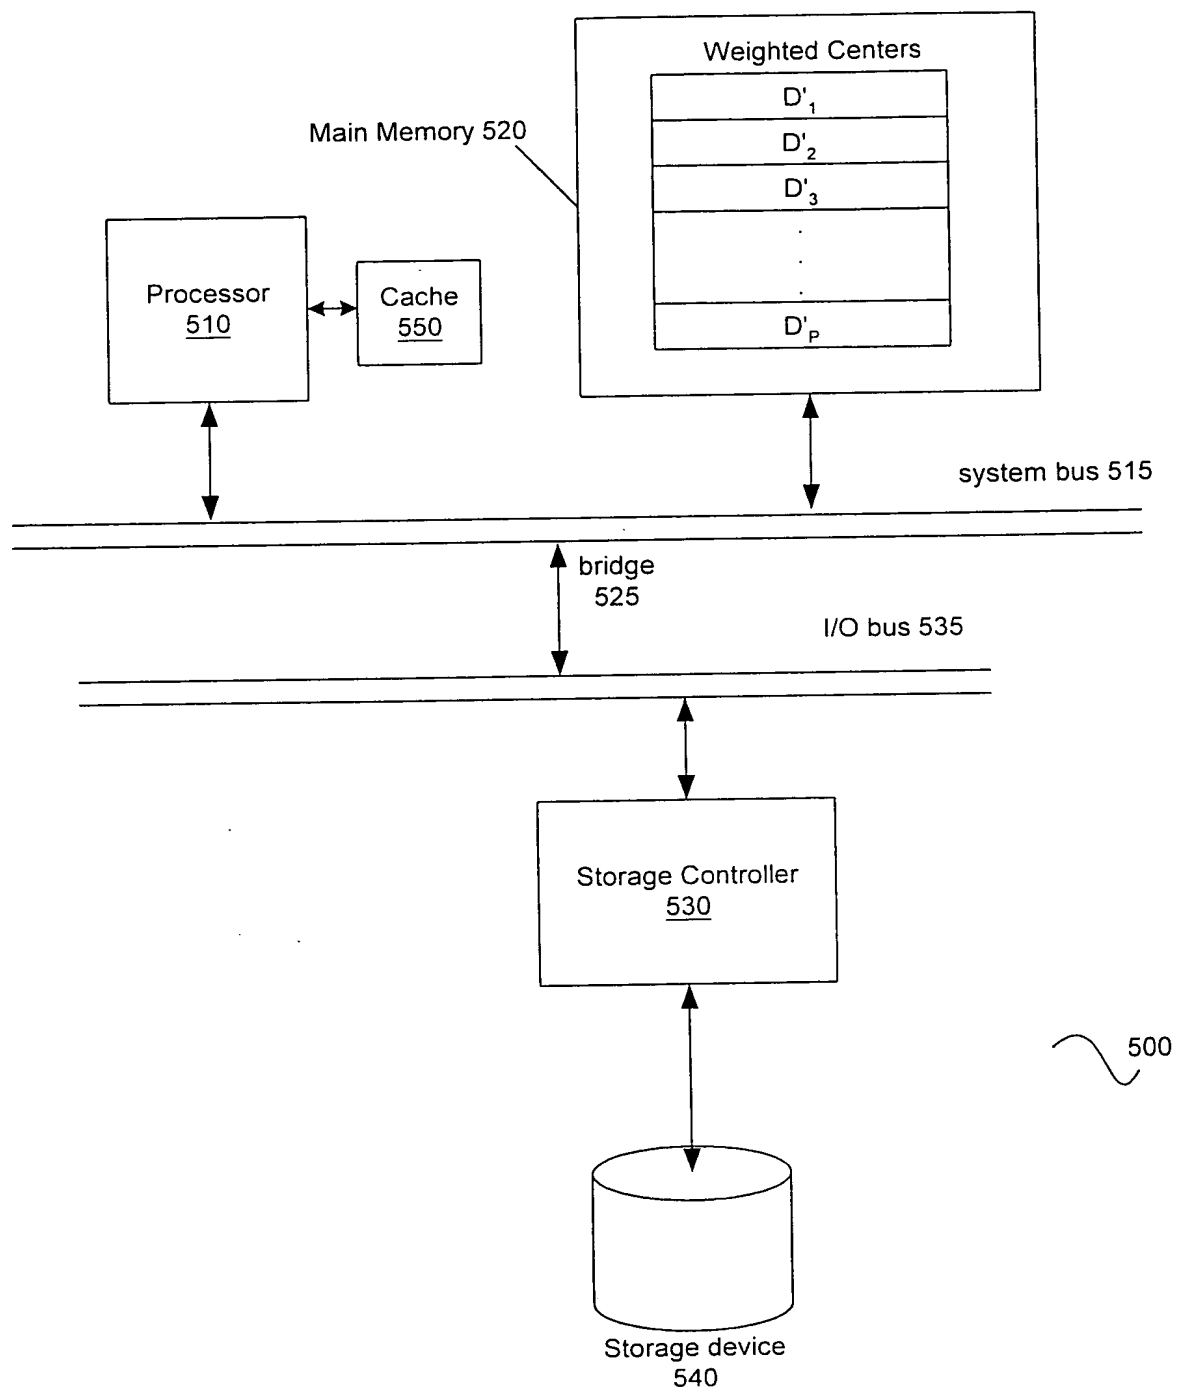 Weighted Centers
D'1
D'2
D'3
.
.
.
D'P
Main Memory 520
Processor
510
Cache
550
system bus 515
bridge
525
I/O bus 535
Storage Controller
530
500
Storage device
540